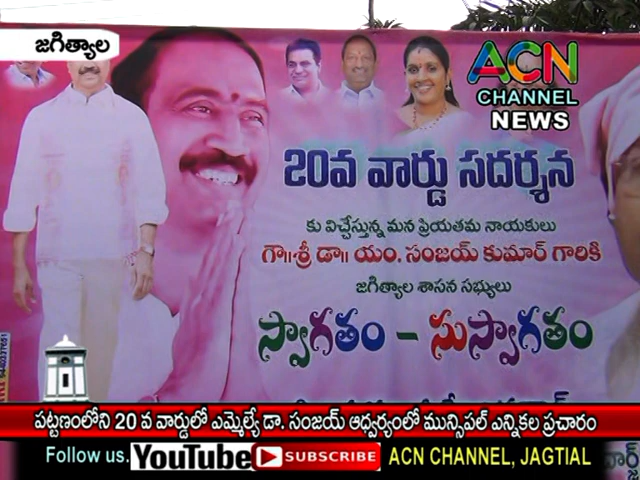 జగిత్యాల
ACN
CHANNEL
NEWS
20వ వార్డు సదర్శన
కు విచ్చేస్తున్న మన ప్రియతమ నాయకులు
గౌ॥శ్రీ డా॥ యం. సంజయ్ కుమార్ గారికి
జగిత్యాల శాసన సభ్యులు
స్వాగతం - సుస్వాగతం
పట్టణంలోని 20 వ వార్డులో ఎమ్మెల్యే డా. సంజయ్ ఆధ్వర్యంలో మున్సిపల్ ఎన్నికల ప్రచారం
Follow us. YouTube SUBSCRIBE ACN CHANNEL, JAGTIAL